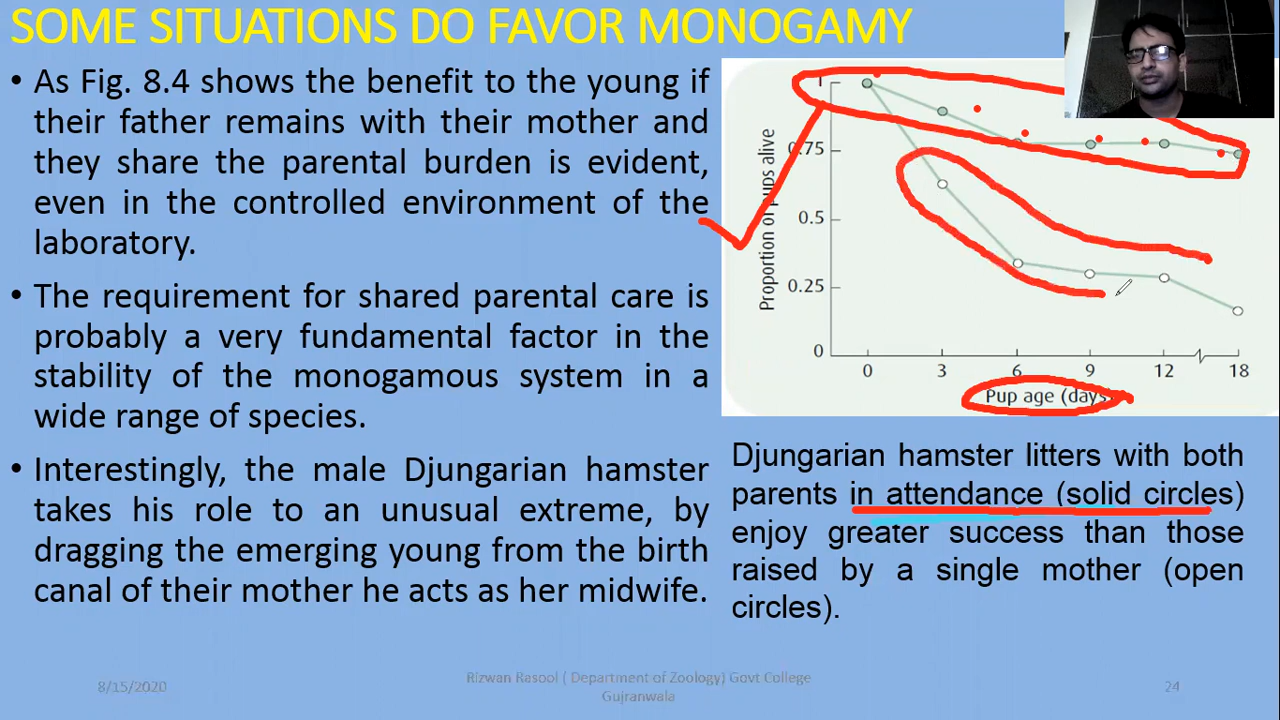 SOME SITUATIONS DO FAVOR MONOGAMY
• As Fig. 8.4 shows the benefit to the young if
their father remains with their mother and
they share the parental burden is evident,
even in the controlled environment of the
laboratory.
• The requirement for shared parental care is
probably a very fundamental factor in the
stability of the monogamous system in a
wide range of species.
• Interestingly, the male Djungarian hamster
takes his role to an unusual extreme, by
dragging the emerging young from the birth
canal of their mother he acts as her midwife.
Proportion of pups alive
1
0.75
0.5
0.25
0
0 3 6 9 12 18
Pup age (days)
Djungarian hamster litters with both
parents in attendance (solid circles)
enjoy greater success than those
raised by a single mother (open
circles).
8/15/2020
Rizwan Rasool ( Department of Zoology) Govt College
Gujranwala
24